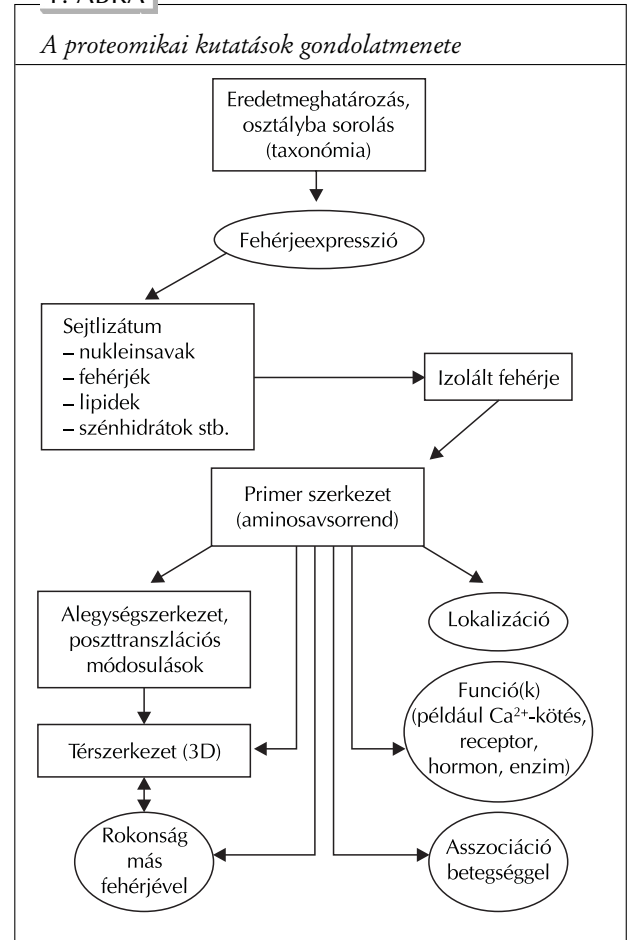 1. ÁBRA
A proteomikai kutatások gondolatmenete
Eredetmeghatározás,
osztályba sorolás
(taxonómia)
Fehérjeexpresszió
Sejtlizátum
– nukleinsavak
– fehérjék
– lipidek
– szénhidrátok stb.
Izolált fehérje
Primer szerkezet
(aminosavsorrend)
Alegységszerkezet,
poszttranszlációs
módosulások
Lokalizáció
Térszerkezet (3D)
Funció(k)
(például Ca²⁺-kötés,
receptor,
hormon, enzim)
Rokonság
más
fehérjével
Asszociáció
betegséggel